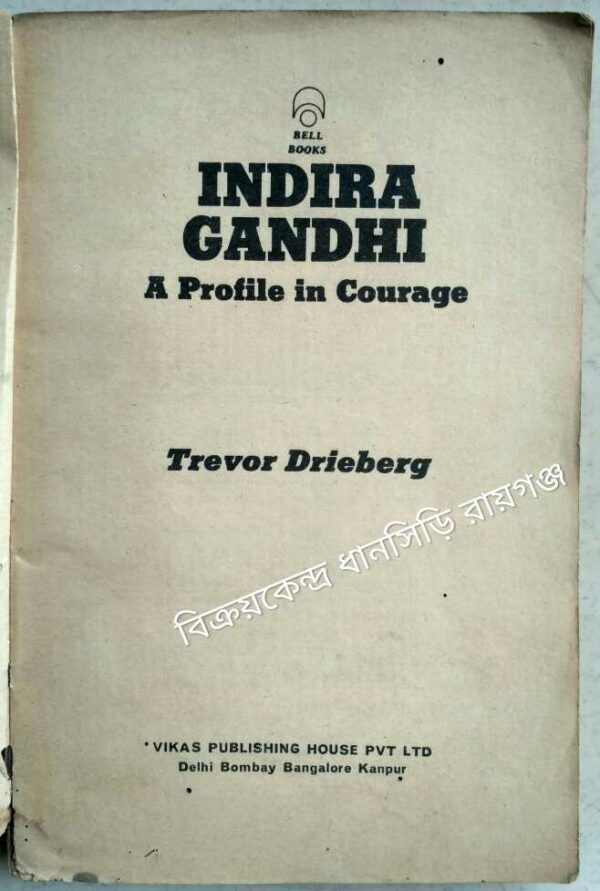 BELL
BOOKS
INDIRA
GANDHI
A Profile in Courage
Trevor Drieberg
বিক্রয়কেন্দ্র ধানসিড়ি রায়গঞ্জ
VIKAS PUBLISHING HOUSE PVT LTD
Delhi Bombay Bangalore Kanpur